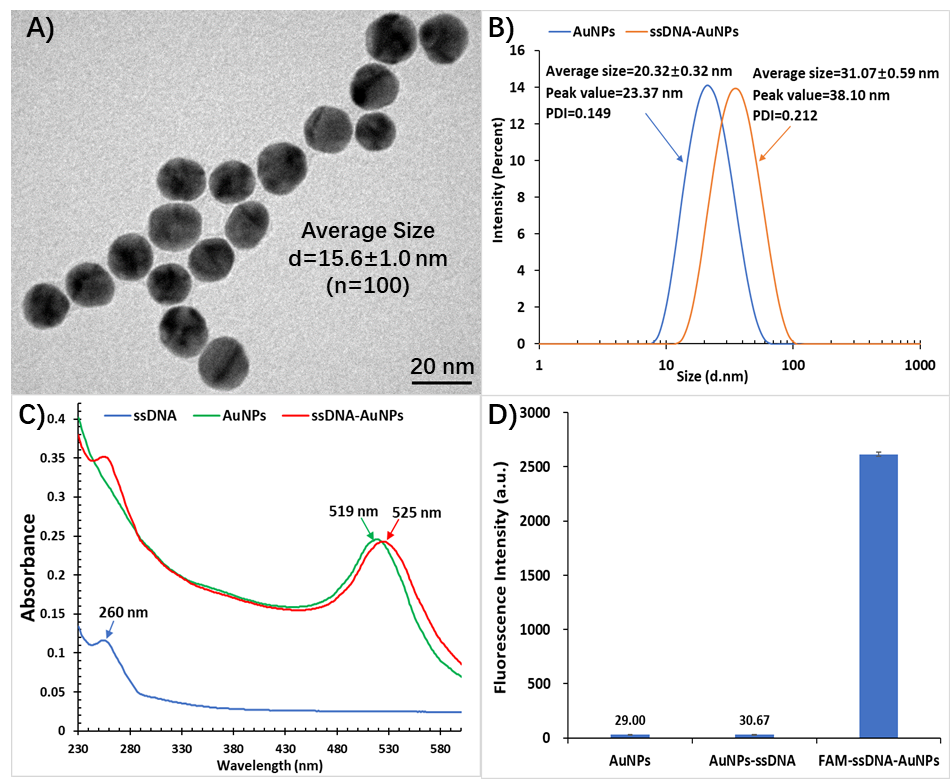 A)
Average Size
d=15.6±1.0 nm
(n=100)
20 nm
B)
AuNPs
ssDNA-AuNPs
Average size=20.32±0.32 nm
Peak value=23.37 nm
PDI=0.149
Average size=31.07±0.59 nm
Peak value=38.10 nm
PDI=0.212
Intensity (Percent)
16
14
12
10
8
6
4
2
0
1 10 100 1000
Size (d.nm)
C)
ssDNA
AuNPs
ssDNA-AuNPs
Absorbance
0.4
0.35
0.3
0.25
0.2
0.15
0.1
0.05
0
519 nm
525 nm
260 nm
230 280 330 380 430 480 530 580
Wavelength (nm)
D)
Fluorescence Intensity (a.u.)
3000
2500
2000
1500
1000
500
0
29.00
30.67
AuNPs
AuNPs-ssDNA
FAM-ssDNA-AuNPs